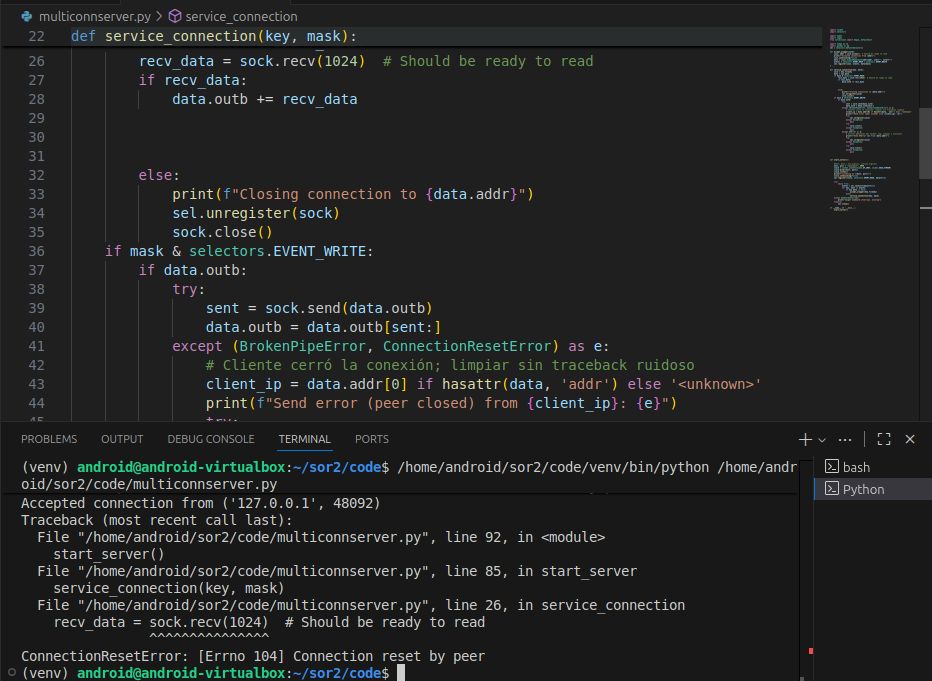 multiconnserver.py > service_connection
22 def service_connection(key, mask):
26 recv_data = sock.recv(1024)  # Should be ready to read
27 if recv_data:
28 data.outb += recv_data
29
30
31
32 else:
33 print(f"Closing connection to {data.addr}")
34 sel.unregister(sock)
35 sock.close()
36 if mask & selectors.EVENT_WRITE:
37 if data.outb:
38 try:
39 sent = sock.send(data.outb)
40 data.outb = data.outb[sent:]
41 except (BrokenPipeError, ConnectionResetError) as e:
42 # Cliente cerró la conexión; limpiar sin traceback ruidoso
43 client_ip = data.addr[0] if hasattr(data, 'addr') else '<unknown>'
44 print(f"Send error (peer closed) from {client_ip}: {e}")
45 try:
PROBLEMS OUTPUT DEBUG CONSOLE TERMINAL PORTS
bash
Python
(venv) android@android-virtualbox:~/sor2/code$ /home/android/sor2/code/venv/bin/python /home/andr
oid/sor2/code/multiconnserver.py
Accepted connection from ('127.0.0.1', 48092)
Traceback (most recent call last):
File "/home/android/sor2/code/multiconnserver.py", line 92, in <module>
start_server()
File "/home/android/sor2/code/multiconnserver.py", line 85, in start_server
service_connection(key, mask)
File "/home/android/sor2/code/multiconnserver.py", line 26, in service_connection
recv_data = sock.recv(1024)  # Should be ready to read
^^^^^^^^^^^^^^^
ConnectionResetError: [Errno 104] Connection reset by peer
(venv) android@android-virtualbox:~/sor2/code$